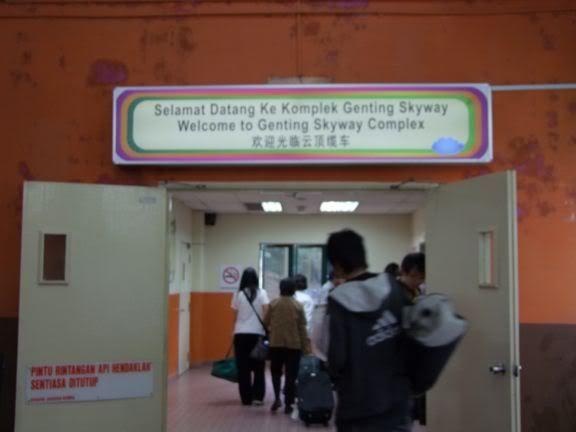 Selamat Datang Ke Komplek Genting Skyway
Welcome to Genting Skyway Complex
欢迎光临云顶缆车
adidas
'PINTU RINTANGAN API HENDAKLAH
SENTIASA DITUTUP